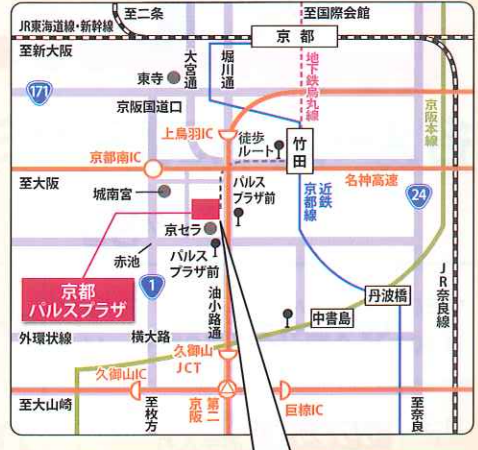 至二条
至国際会館
JR東海道線・新幹線
京都
至新大阪
大宮通
堀川通
地下鉄烏丸線
東寺
171
京阪国道口
京阪本線
上鳥羽IC
徒歩
ルート
竹田
京都南IC
名神高速
至大阪
パルス
プラザ前
近鉄
京都線
24
城南宮
京セラ
赤池
パルス
プラザ前
京都
パルスプラザ
1
油小路通
丹波橋
JR奈良線
中書島
外環状線
横大路
久御山
JCT
久御山IC
至大山崎
至枚方
第二
京阪
巨椋IC
至奈良